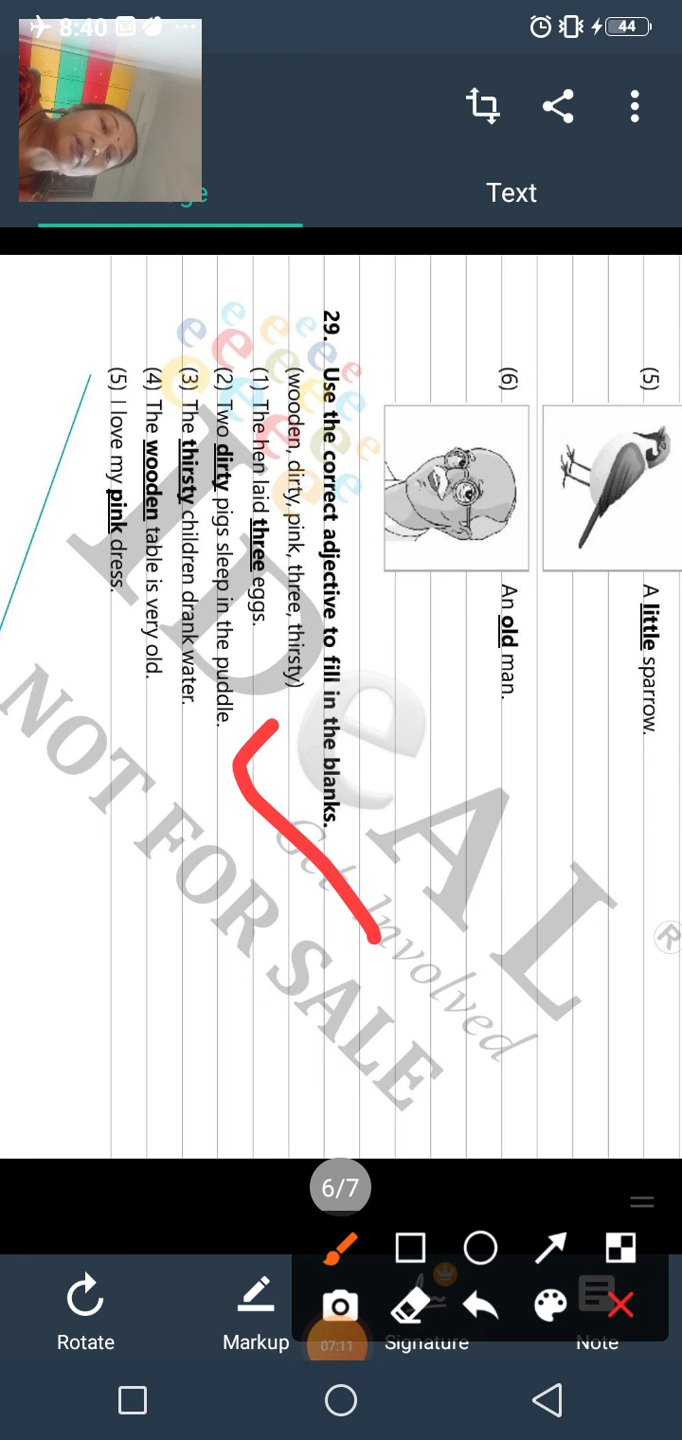 8:40
44
Text
(5) A little sparrow.
(6) An old man.
29. Use the correct adjective to fill in the blanks.
(wooden, dirty, pink, three, thirsty)
(1) The hen laid three eggs.
(2) Two dirty pigs sleep in the puddle.
(3) The thirsty children drank water.
(4) The wooden table is very old.
(5) I love my pink dress.
IDeAL
®
Get Involved
NOT FOR SALE
6/7
Rotate
Markup
Signature
Note
07:11